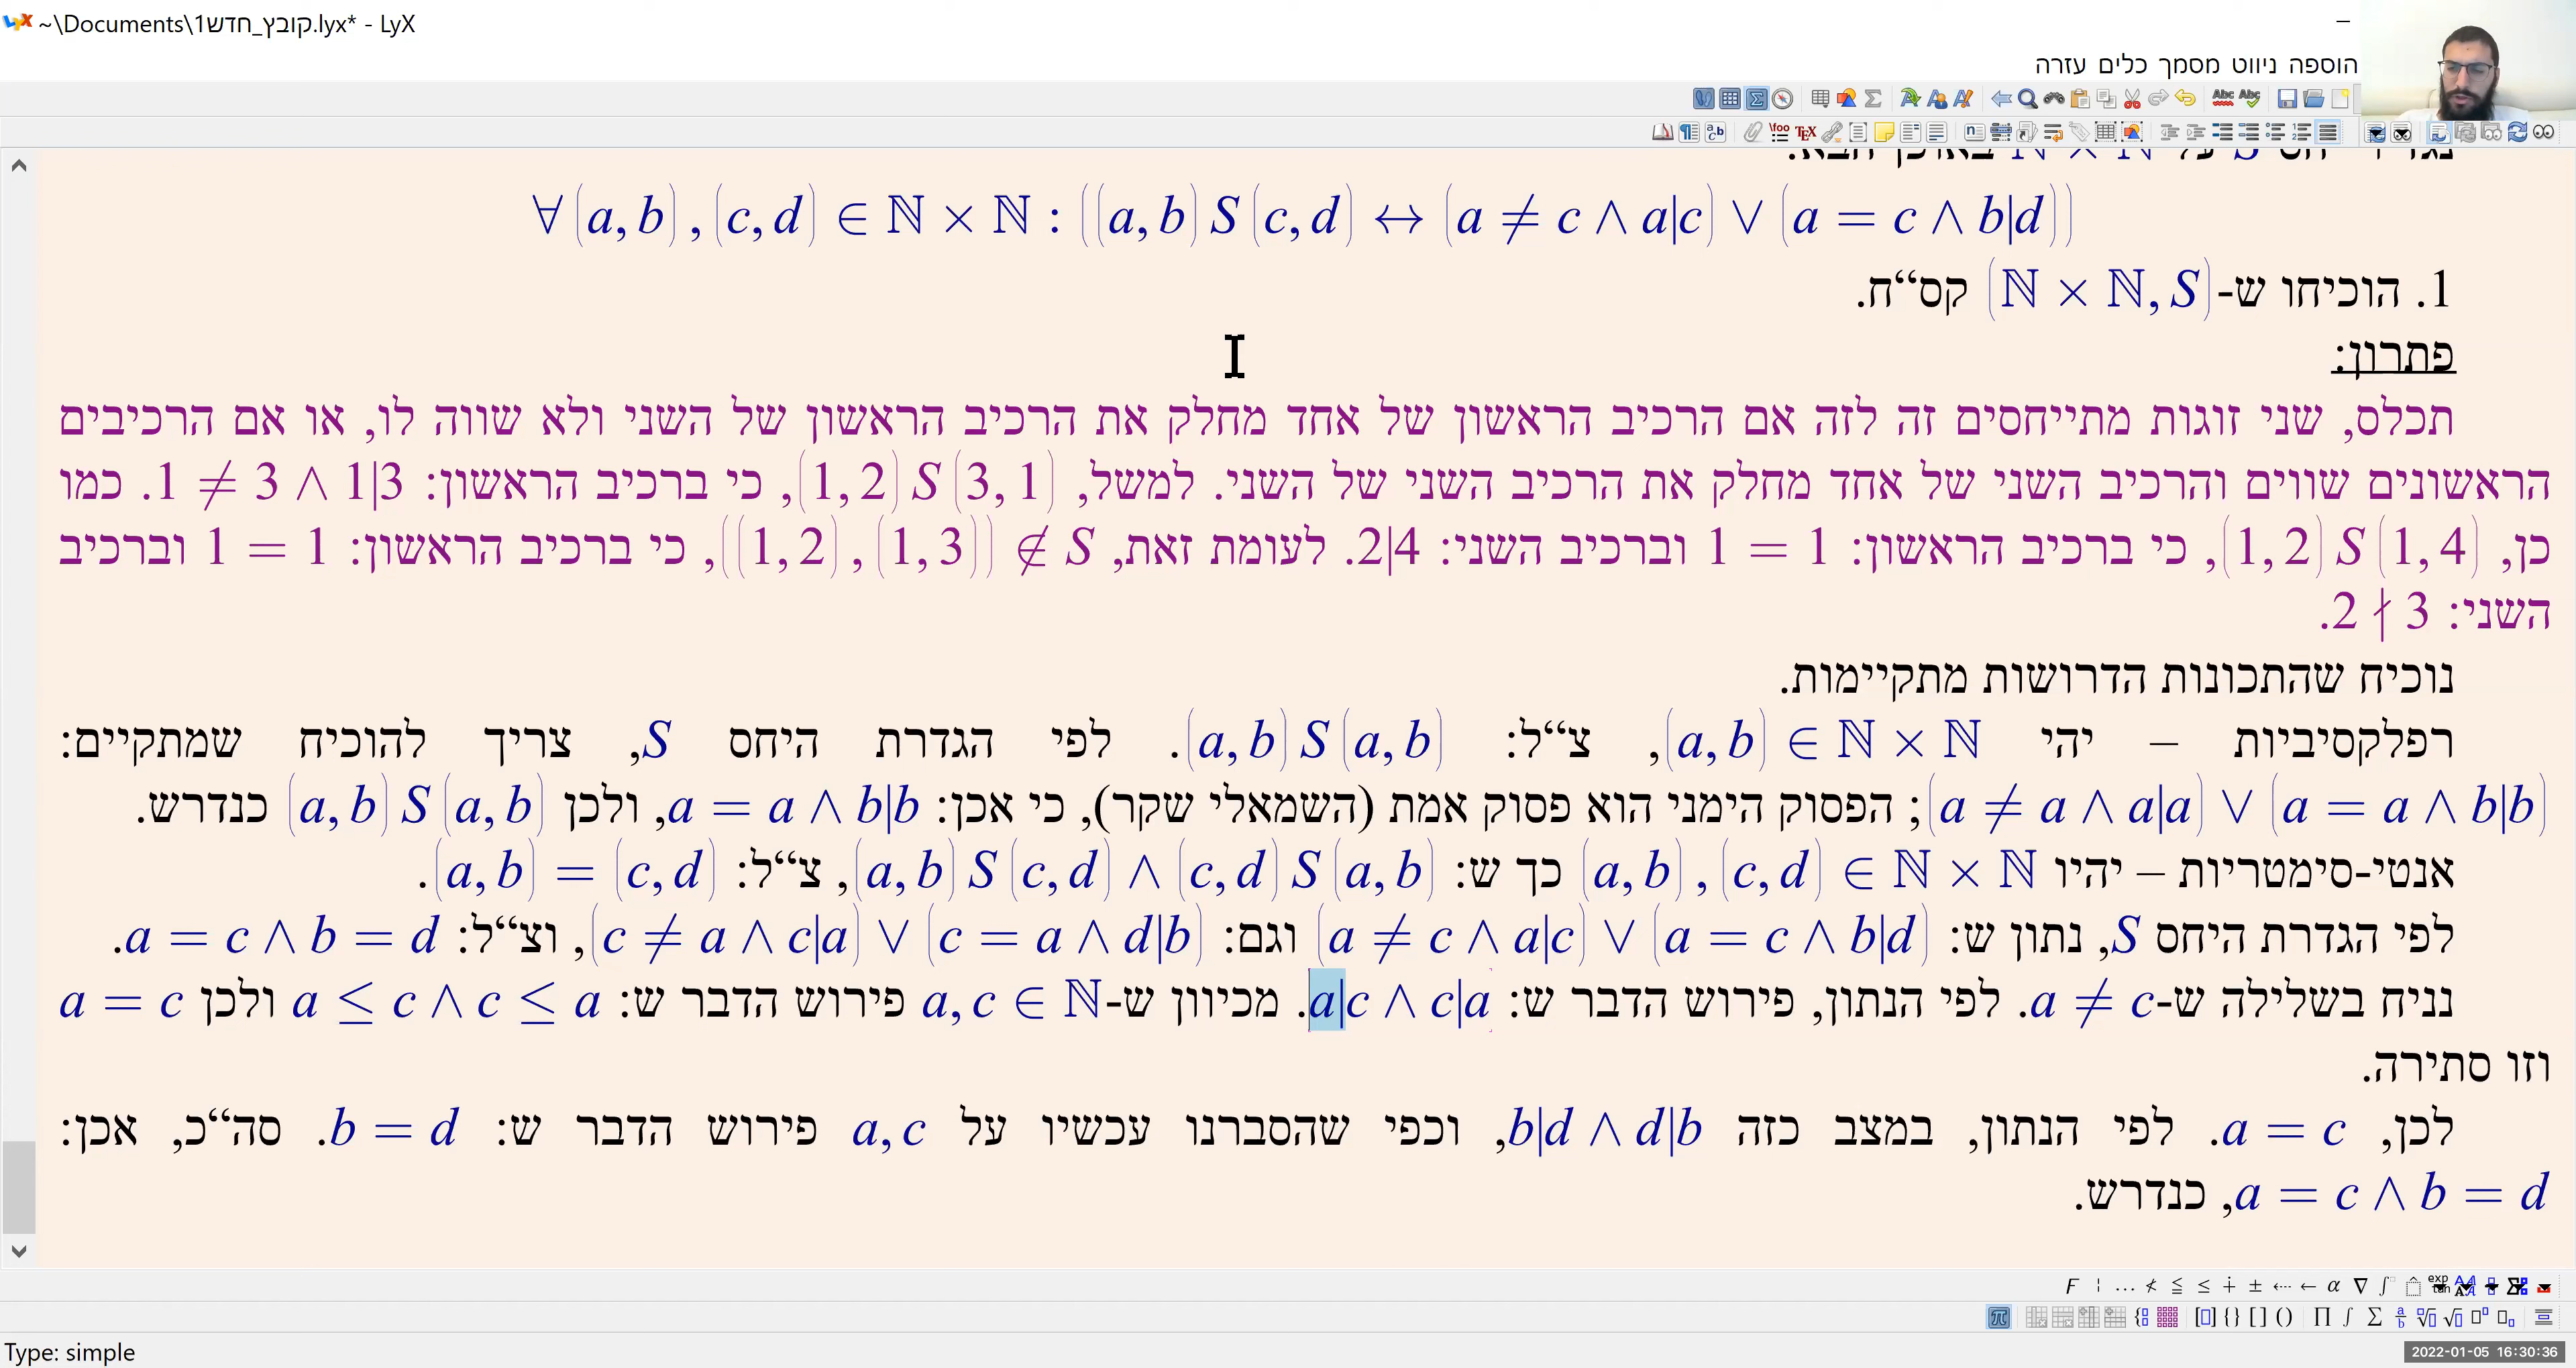 ~\Documents\1קובץ_חדש.lyx* - LyX
הוספה ניווט מסמך כלים עזרה
∀(a, b), (c, d) ∈ ℕ × ℕ : ((a, b) S (c, d) ↔ (a ≠ c ∧ a|c) ∨ (a = c ∧ b|d))
1. הוכיחו ש-(ℕ × ℕ, S) קס“ח.
פתרון:
תכלס, שני זוגות מתייחסים זה לזה אם הרכיב הראשון של אחד מחלק את הרכיב הראשון של השני ולא שווה לו, או אם הרכיבים
הראשונים שווים והרכיב השני של אחד מחלק את הרכיב השני של השני. למשל, (1, 2) S (3, 1), כי ברכיב הראשון: 1 ≠ 3 ∧ 1|3. כמו
כן, (1, 2) S (1, 4), כי ברכיב הראשון: 1 = 1 וברכיב השני: 2|4. לעומת זאת, ((1, 2), (1, 3)) ∉ S, כי ברכיב הראשון: 1 = 1 וברכיב
השני: 2 ∤ 3.
נוכיח שהתכונות הדרושות מתקיימות.
רפלקסיביות – יהי (a, b) ∈ ℕ × ℕ, צ“ל: (a, b) S (a, b). לפי הגדרת היחס S, צריך להוכיח שמתקיים:
(a ≠ a ∧ a|a) ∨ (a = a ∧ b|b); הפסוק הימני הוא פסוק אמת (השמאלי שקר), כי אכן: a = a ∧ b|b, ולכן (a, b) S (a, b) כנדרש.
אנטי-סימטריות – יהיו (a, b), (c, d) ∈ ℕ × ℕ כך ש: (a, b) S (c, d) ∧ (c, d) S (a, b), צ“ל: (a, b) = (c, d).
לפי הגדרת היחס S, נתון ש: (a ≠ c ∧ a|c) ∨ (a = c ∧ b|d) וגם: (c ≠ a ∧ c|a) ∨ (c = a ∧ d|b), וצ“ל: a = c ∧ b = d.
נניח בשלילה ש-a ≠ c. לפי הנתון, פירוש הדבר ש: a|c ∧ c|a. מכיוון ש-a, c ∈ ℕ פירוש הדבר ש: a ≤ c ∧ c ≤ a ולכן a = c
וזו סתירה.
לכן, a = c. לפי הנתון, במצב כזה b|d ∧ d|b, וכפי שהסברנו עכשיו על a, c פירוש הדבר ש: b = d. סה“כ, אכן:
a = c ∧ b = d, כנדרש.
Type: simple
2022-01-05 16:30:36